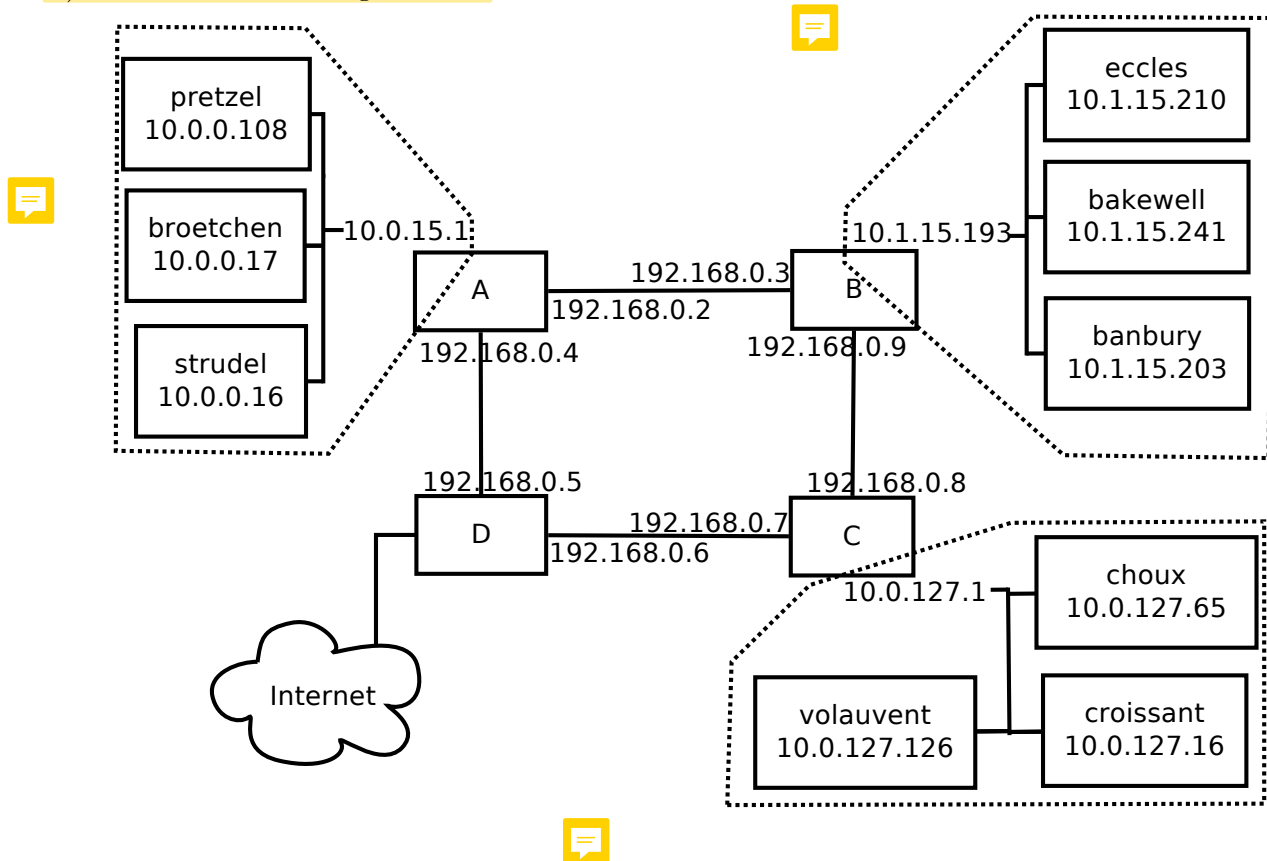 pretzel
10.0.0.108
broetchen
10.0.0.17
strudel
10.0.0.16
10.0.15.1
A
192.168.0.2
192.168.0.4
192.168.0.3
B
192.168.0.9
10.1.15.193
eccles
10.1.15.210
bakewell
10.1.15.241
banbury
10.1.15.203
192.168.0.5
D
192.168.0.6
192.168.0.7
192.168.0.8
C
10.0.127.1
choux
10.0.127.65
volauvent
10.0.127.126
croissant
10.0.127.16
Internet